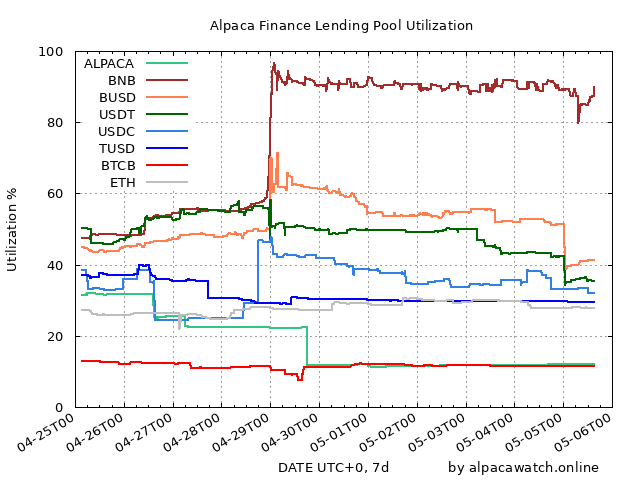 Alpaca Finance Lending Pool Utilization
100
80
60
40
20
0
Utilization %
ALPACA
BNB
BUSD
USDT
USDC
TUSD
BTCB
ETH
04-25T00
04-26T00
04-27T00
04-28T00
04-29T00
04-30T00
05-01T00
05-02T00
05-03T00
05-04T00
05-05T00
05-06T00
DATE UTC+0, 7d
by alpacawatch.online